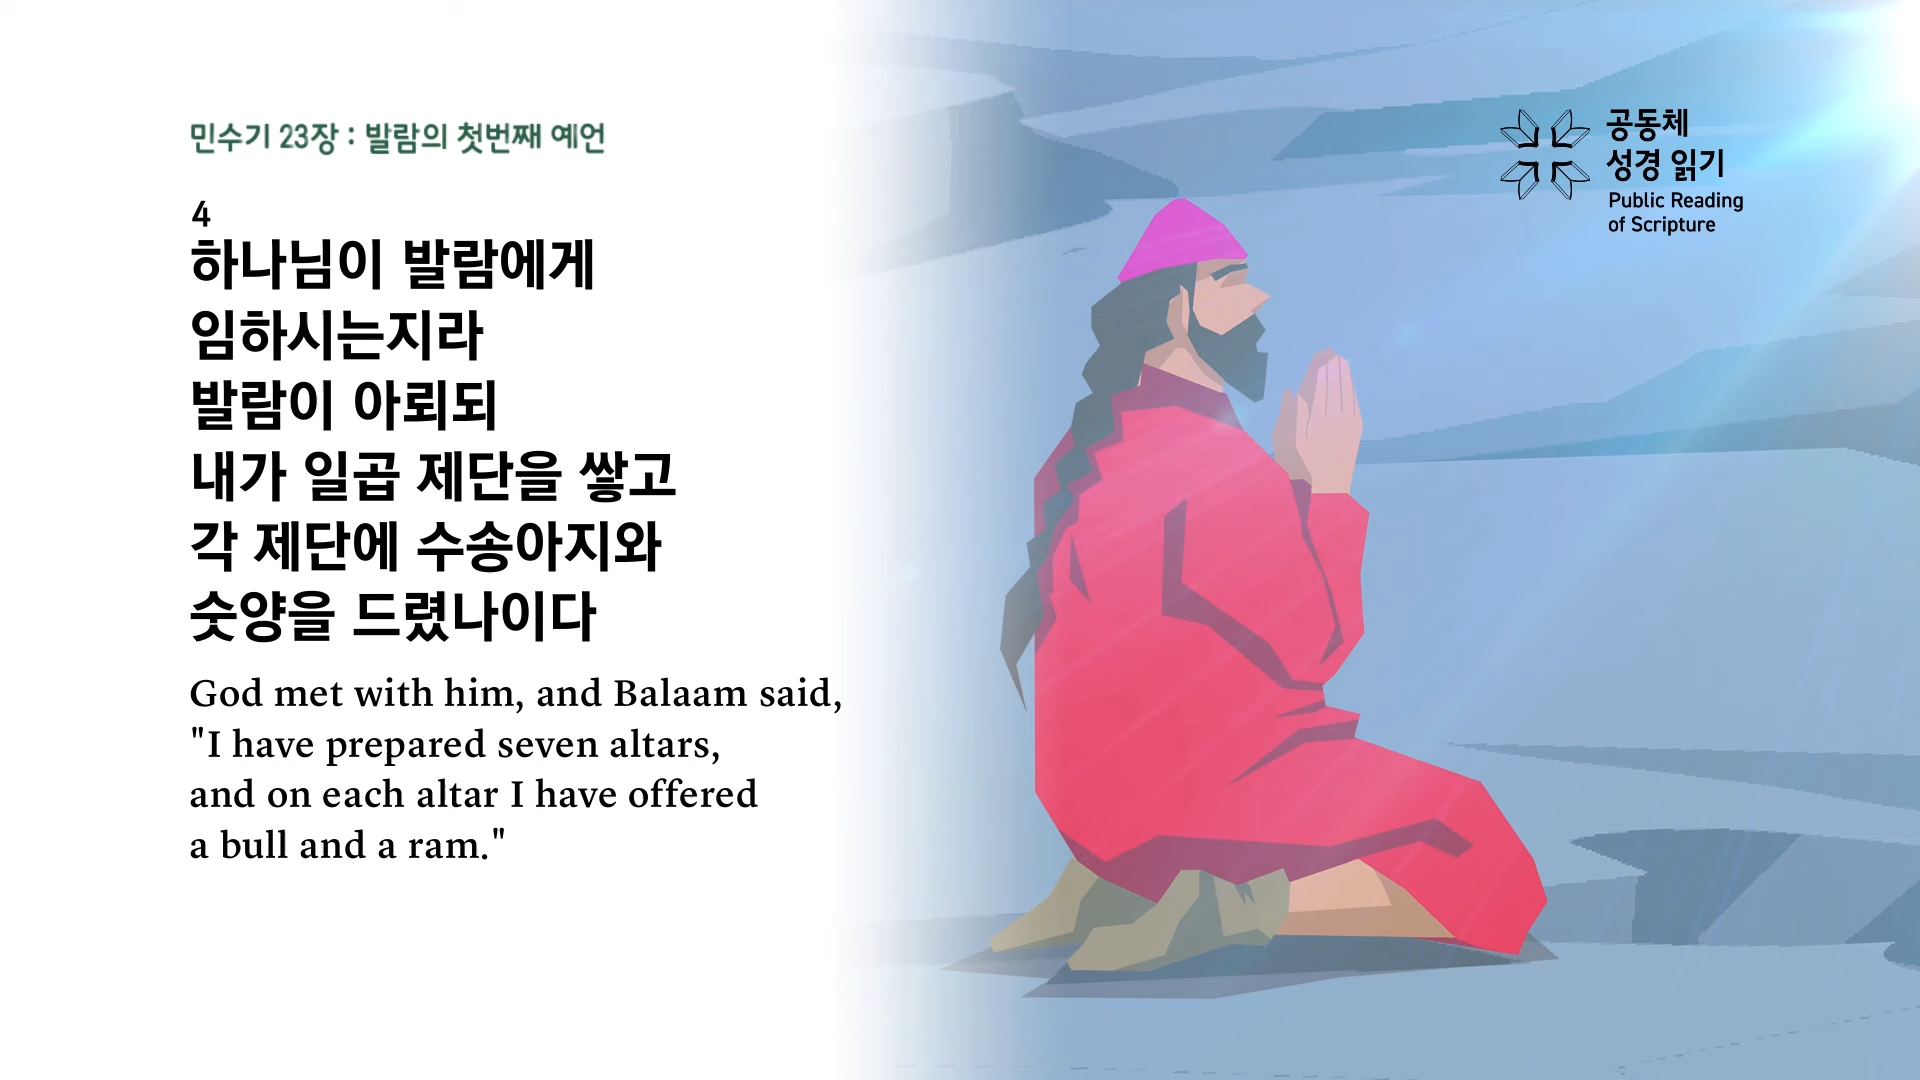 민수기 23장 : 발람의 첫번째 예언
4
하나님이 발람에게
임하시는지라
발람이 아뢰되
내가 일곱 제단을 쌓고
각 제단에 수송아지와
숫양을 드렸나이다
God met with him, and Balaam said,
"I have prepared seven altars,
and on each altar I have offered
a bull and a ram."
공동체
성경 읽기
Public Reading
of Scripture